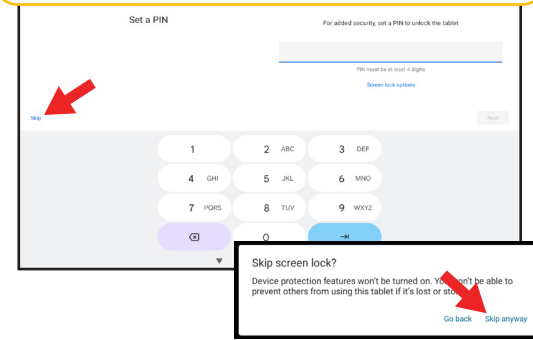 Set a PIN
For added security, set a PIN to unlock the tablet
PIN must be at least 4 digits
Screen lock options
Skip
Next
1
2 ABC
3 DEF
4 GHI
5 JKL
6 MNO
7 PQRS
8 TUV
9 WXYZ
0
Skip screen lock?
Device protection features won't be turned on. be able to
prevent others from using this tablet if it's lost or
Go back
Skip anyway